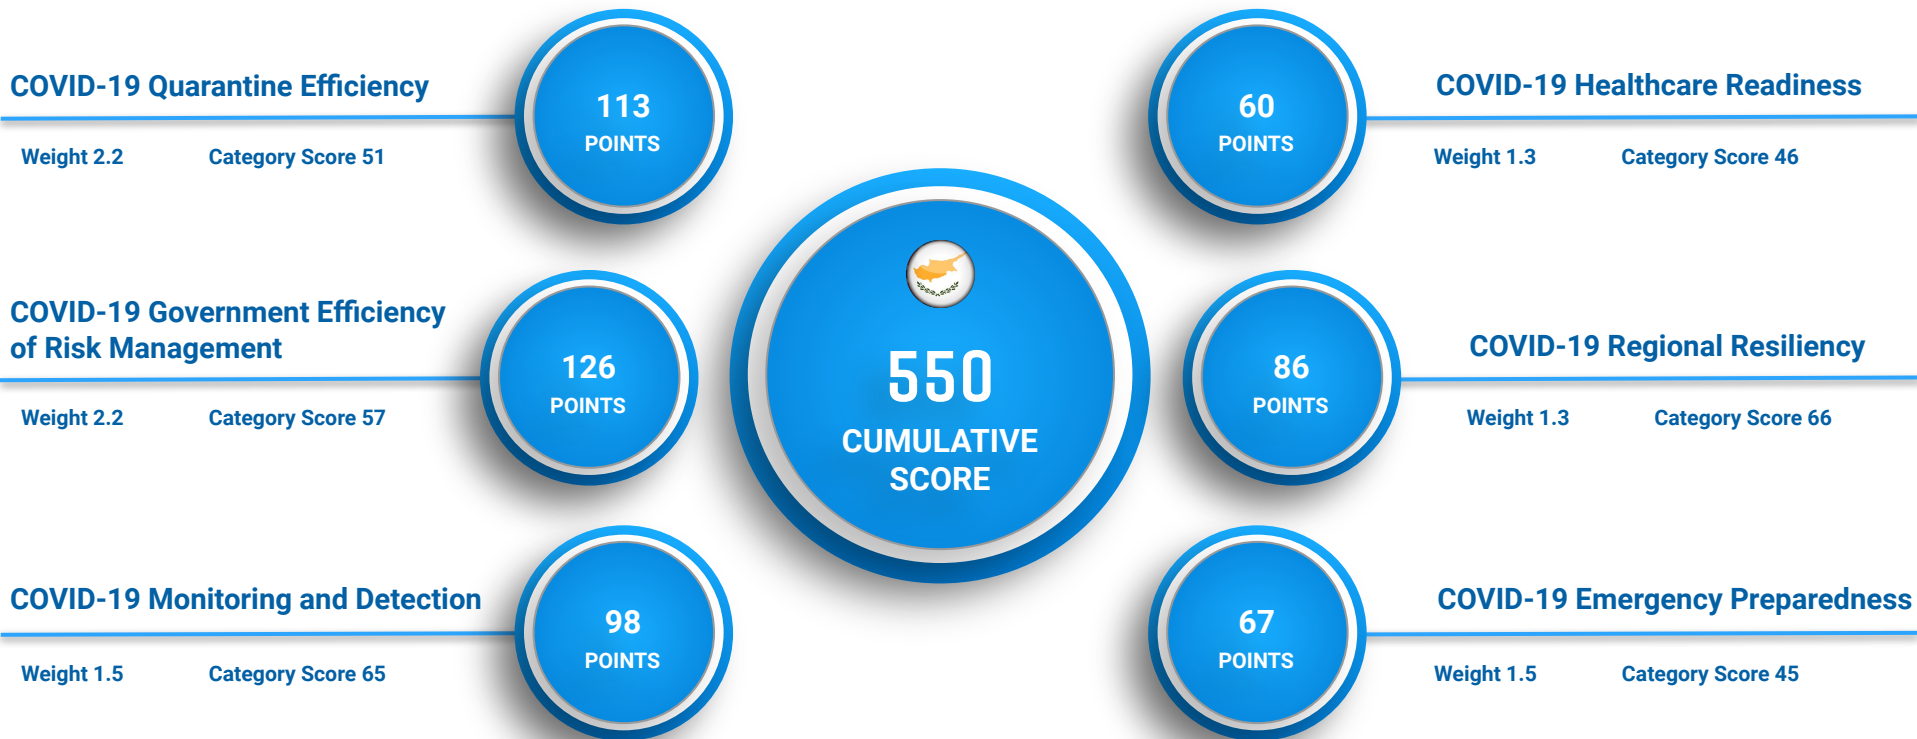 COVID-19 Quarantine Efficiency
Weight 2.2 Category Score 51
113
POINTS
COVID-19 Government Efficiency
of Risk Management
Weight 2.2 Category Score 57
126
POINTS
COVID-19 Monitoring and Detection
Weight 1.5 Category Score 65
98
POINTS
550
CUMULATIVE
SCORE
60
POINTS
COVID-19 Healthcare Readiness
Weight 1.3 Category Score 46
86
POINTS
COVID-19 Regional Resiliency
Weight 1.3 Category Score 66
67
POINTS
COVID-19 Emergency Preparedness
Weight 1.5 Category Score 45